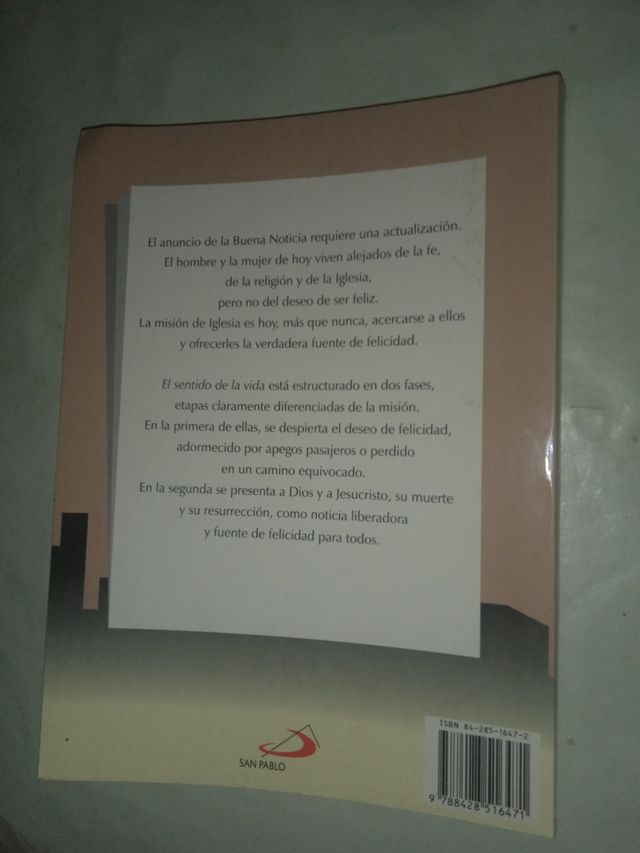 El anuncio de la Buena Noticia requiere una actualización.
El hombre y la mujer de hoy viven alejados de la fe,
de la religión y de la Iglesia,
pero no del deseo de ser feliz.
La misión de Iglesia es hoy, más que nunca, acercarse a ellos
y ofrecerles la verdadera fuente de felicidad.
El sentido de la vida está estructurado en dos fases,
etapas claramente diferenciadas de la misión.
En la primera de ellas, se despierta el deseo de felicidad,
adormecido por apegos pasajeros o perdido
en un camino equivocado.
En la segunda se presenta a Dios y a Jesucristo, su muerte
y su resurrección, como noticia liberadora
y fuente de felicidad para todos.
SAN PABLO
ISBN 84-285-1647-2
9 788428 516471